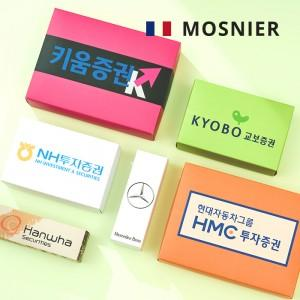 MOSNIER
키움증권
K
KYOBO 교보증권
NH투자증권
NH INVESTMENT & SECURITIES
Mercedes-Benz
Hanwha
Securities
현대자동차그룹
HMC 투자증권